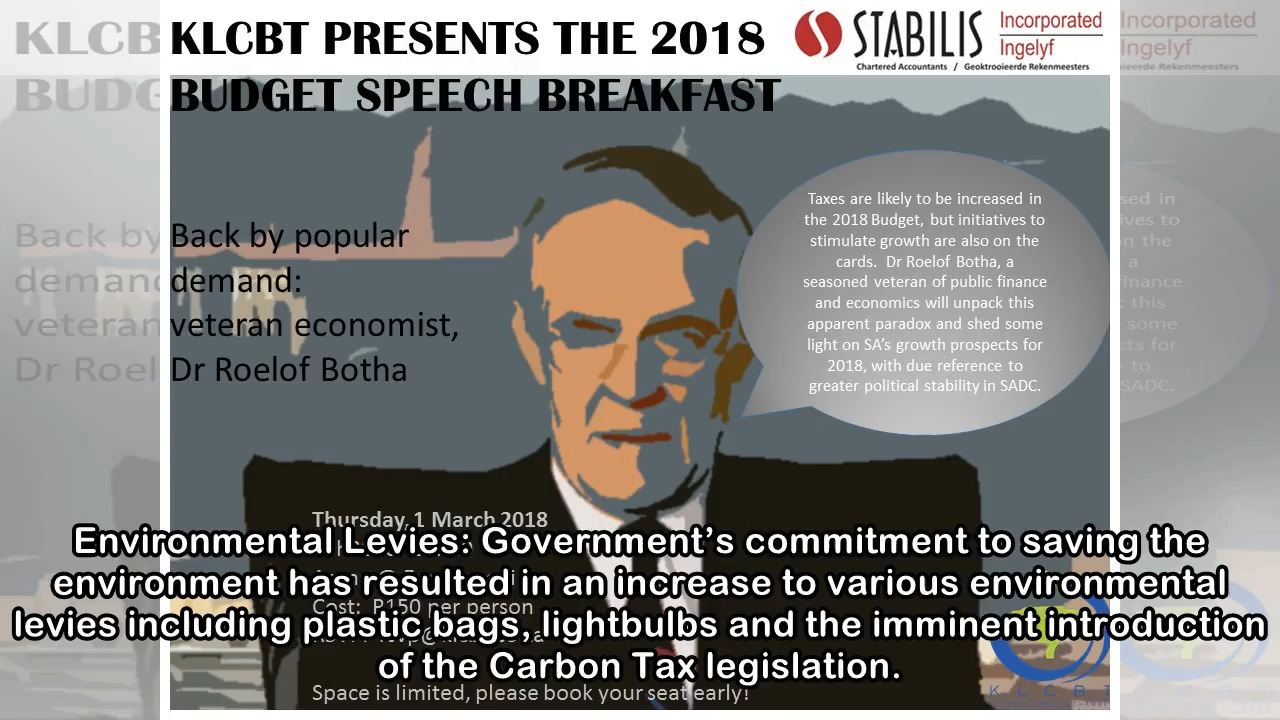 KLCBT PRESENTS THE 2018
BUDGET SPEECH BREAKFAST
STABILIS
Incorporated
Ingelyf
Chartered Accountants / Geoktrooieerde Rekenmeesters
Incorporated
Ingelyf
Back by popular
demand:
veteran economist,
Dr Roelof Botha
Taxes are likely to be increased in
the 2018 Budget, but initiatives to
stimulate growth are also on the
cards. Dr Roelof Botha, a
seasoned veteran of public finance
and economics will unpack this
apparent paradox and shed some
light on SA's growth prospects for
2018, with due reference to
greater political stability in SADC.
Thursday, 1 March 2018
Cost: R150 per person
Space is limited, please book your seat early!
Environmental Levies: Government's commitment to saving the
environment has resulted in an increase to various environmental
levies including plastic bags, lightbulbs and the imminent introduction
of the Carbon Tax legislation.
KLCBT